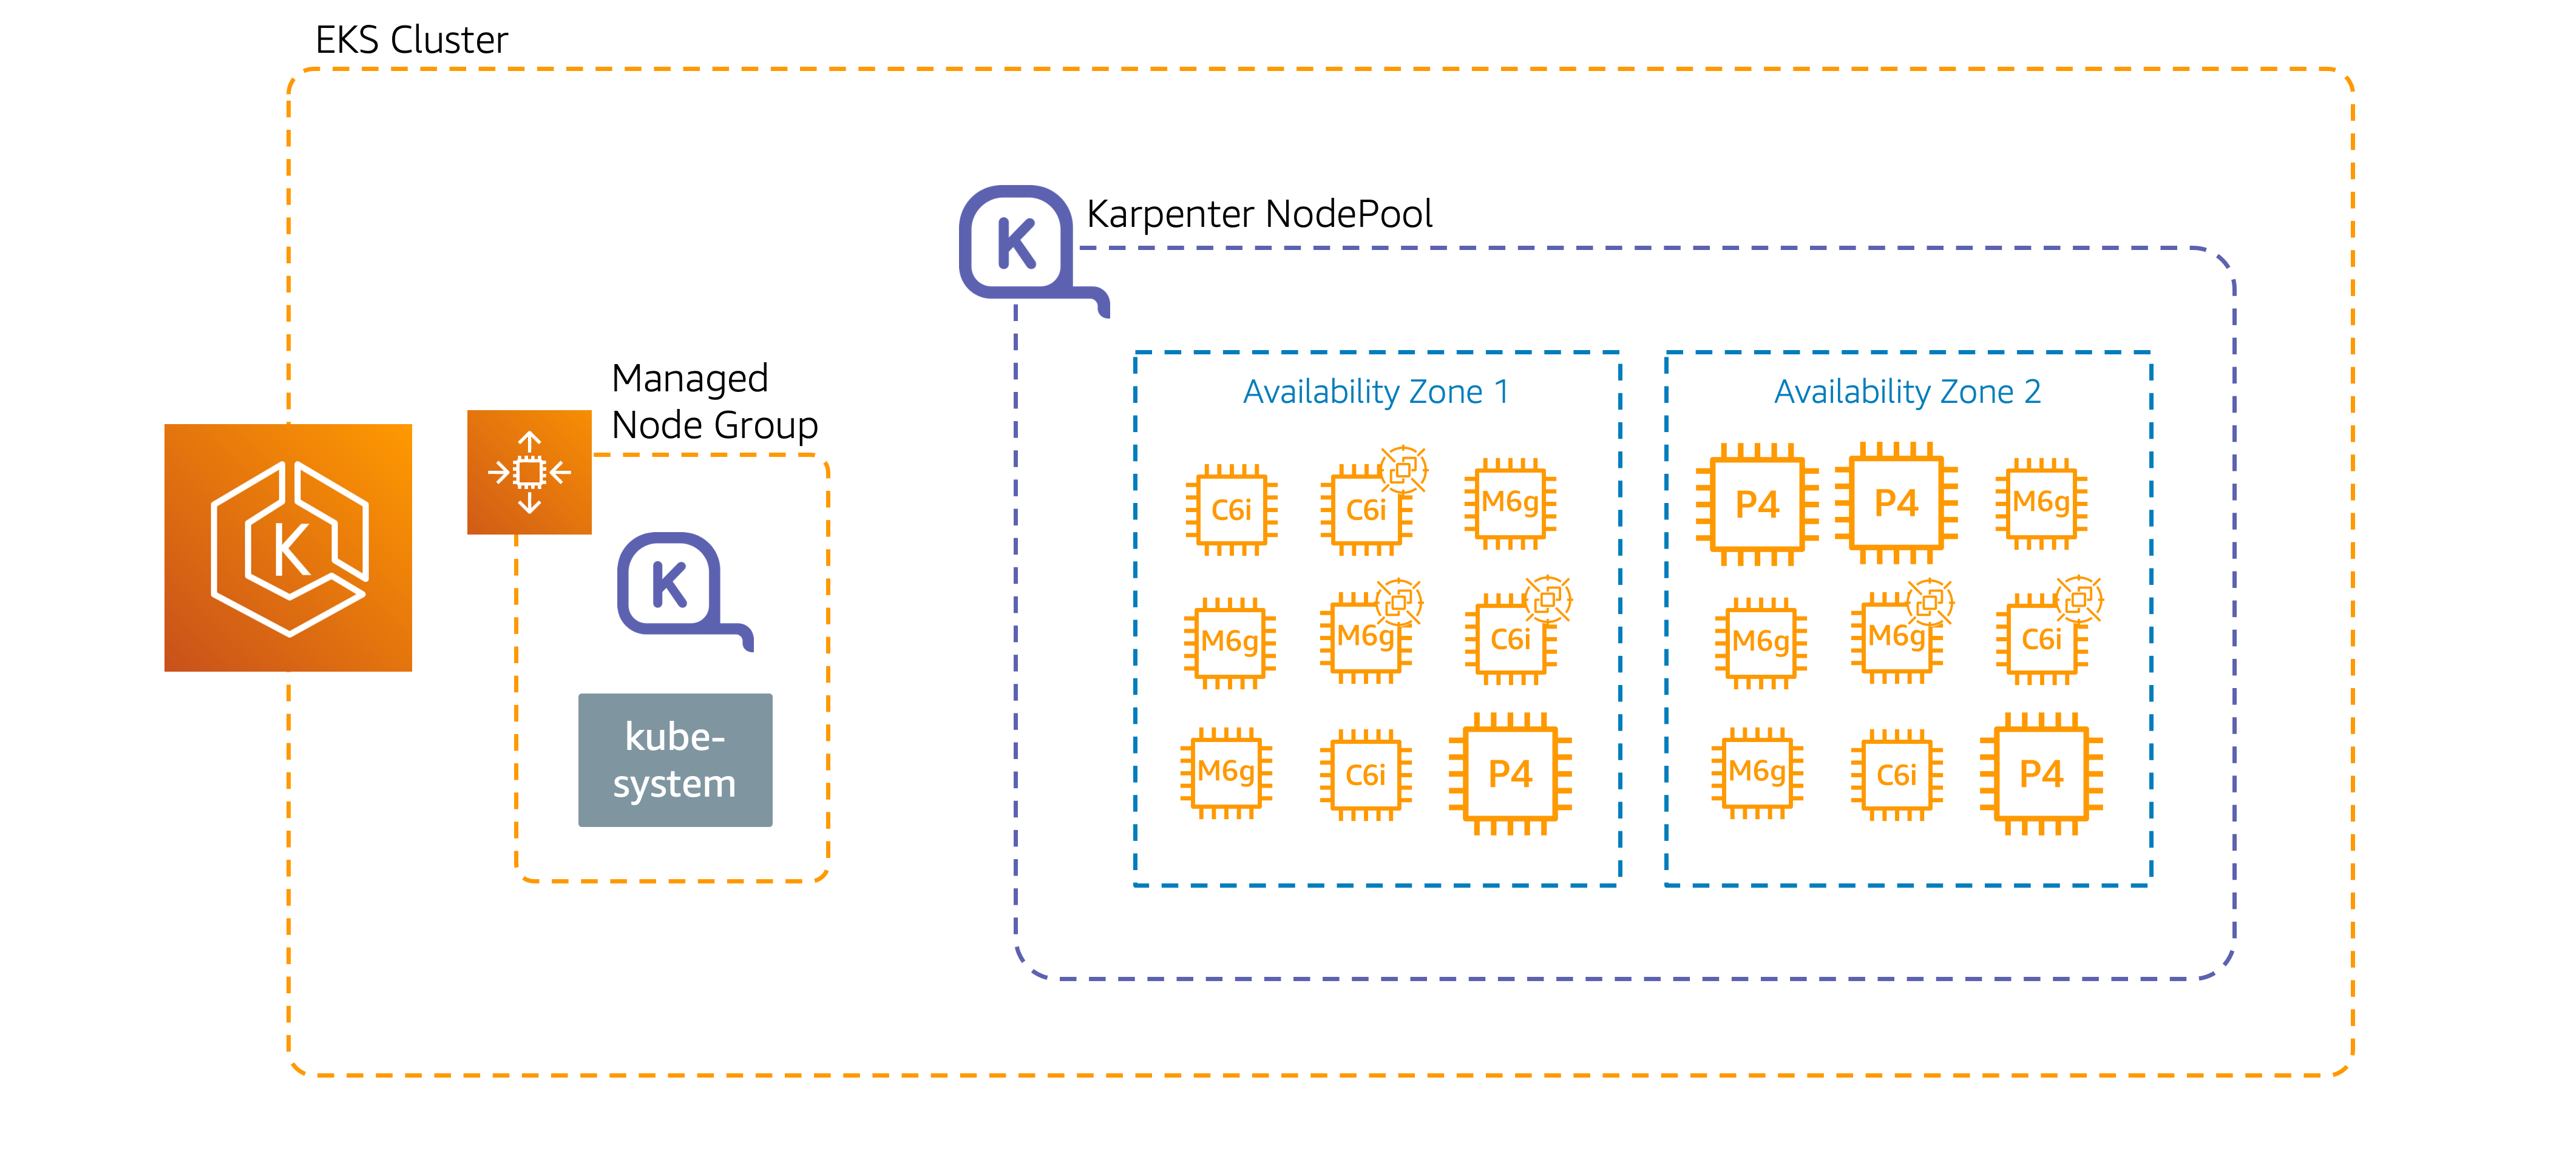 EKS Cluster
K
Karpenter NodePool
K
Managed
Node Group
K
kube-
system
Availability Zone 1
C6i
C6i
M6g
M6g
M6g
C6i
M6g
C6i
P4
Availability Zone 2
P4
P4
M6g
M6g
M6g
C6i
M6g
C6i
P4